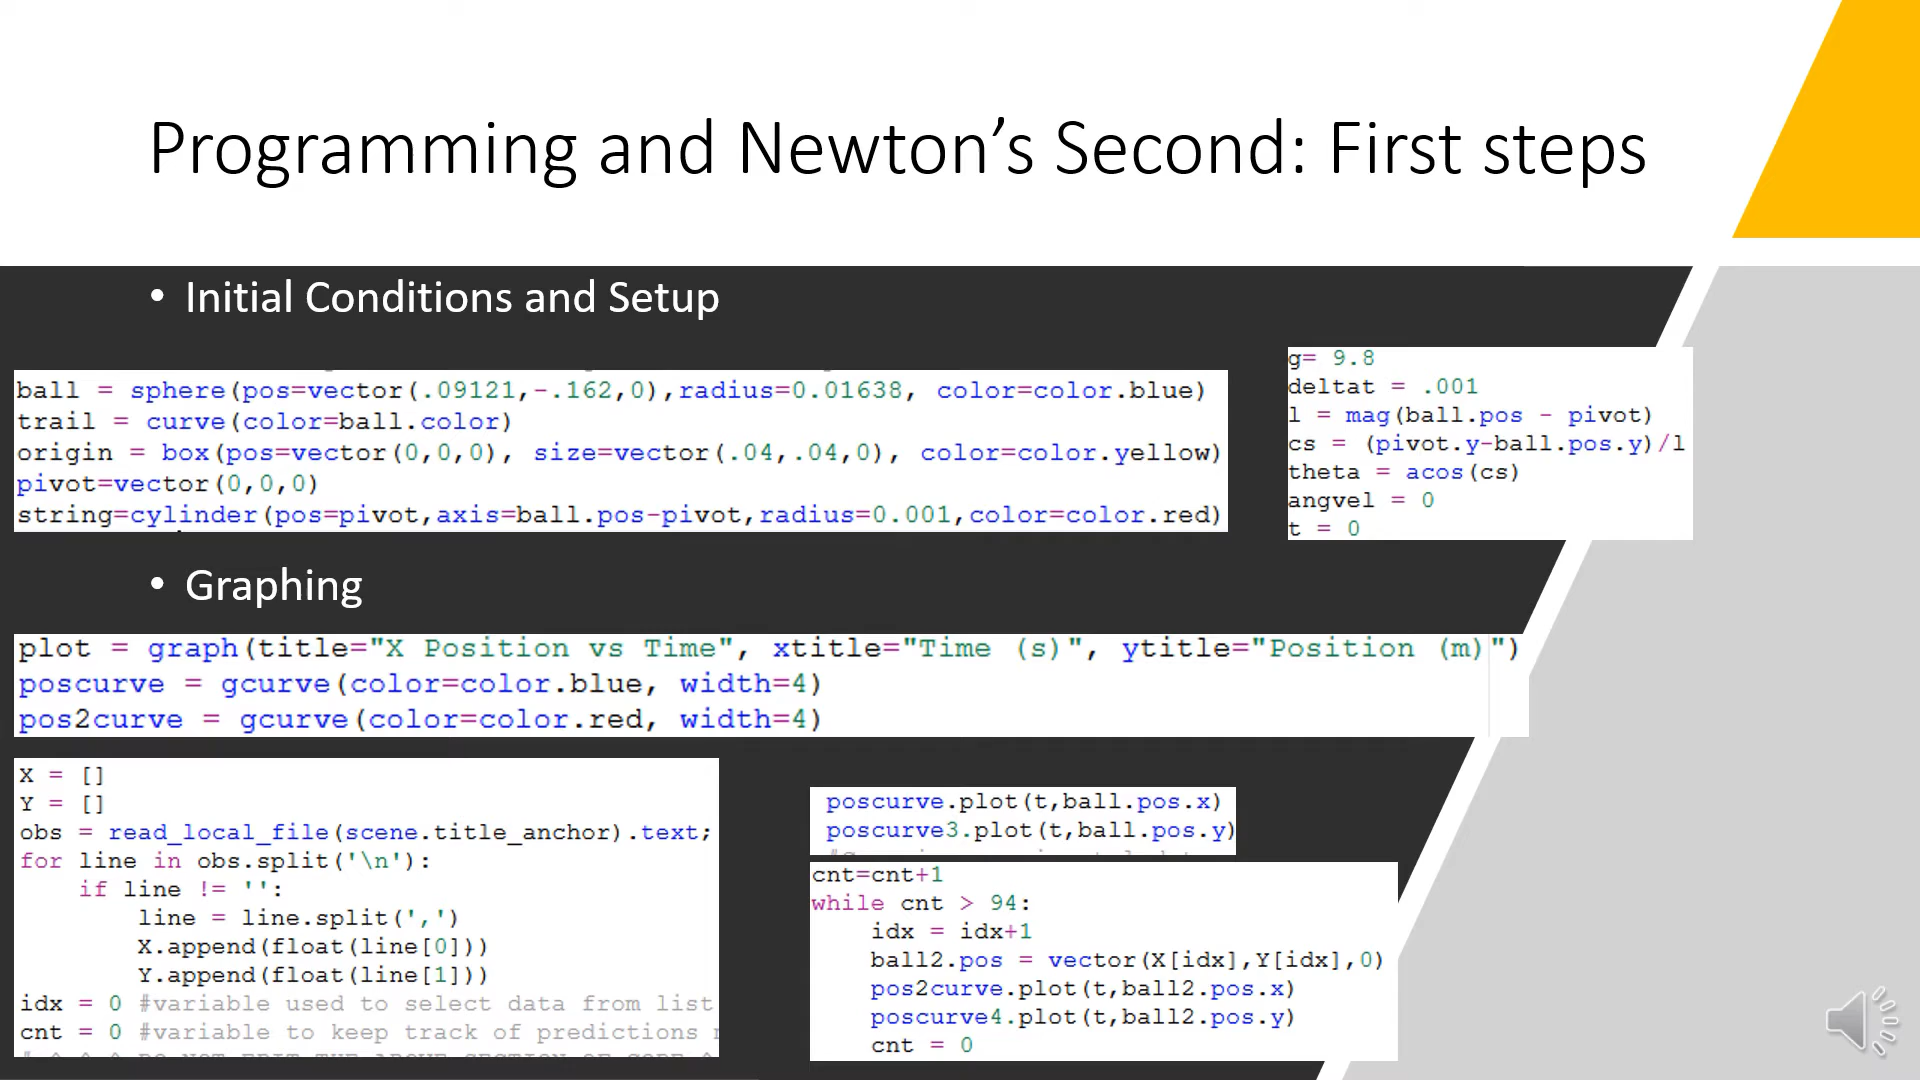 Programming and Newton’s Second: First steps
• Initial Conditions and Setup
ball = sphere(pos=vector(.09121,-.162,0),radius=0.01638, color=color.blue)
trail = curve(color=ball.color)
origin = box(pos=vector(0,0,0), size=vector(.04,.04,0), color=color.yellow)
pivot=vector(0,0,0)
string=cylinder(pos=pivot,axis=ball.pos-pivot,radius=0.001,color=color.red)
g= 9.8
deltat = .001
l = mag(ball.pos - pivot)
cs = (pivot.y-ball.pos.y)/l
theta = acos(cs)
angvel = 0
t = 0
• Graphing
plot = graph(title="X Position vs Time", xtitle="Time (s)", ytitle="Position (m)")
poscurve = gcurve(color=color.blue, width=4)
pos2curve = gcurve(color=color.red, width=4)
X = []
Y = []
obs = read_local_file(scene.title_anchor).text;
for line in obs.split('\n'):
    if line != '':
        line = line.split(',')
        X.append(float(line[0]))
        Y.append(float(line[1]))
idx = 0 #variable used to select data from list
cnt = 0 #variable to keep track of predictions
poscurve.plot(t,ball.pos.x)
poscurve3.plot(t,ball.pos.y)
cnt=cnt+1
while cnt > 94:
    idx = idx+1
    ball2.pos = vector(X[idx],Y[idx],0)
    pos2curve.plot(t,ball2.pos.x)
    poscurve4.plot(t,ball2.pos.y)
    cnt = 0